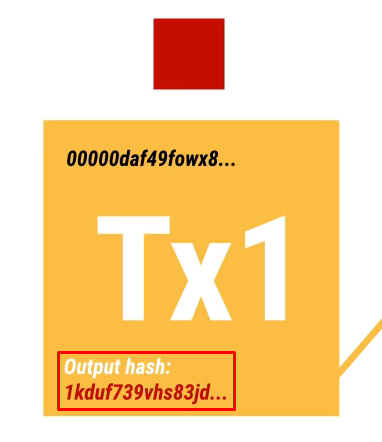 00000daf49fowx8...
Tx1
Output hash:
1kduf739vhs83jd...